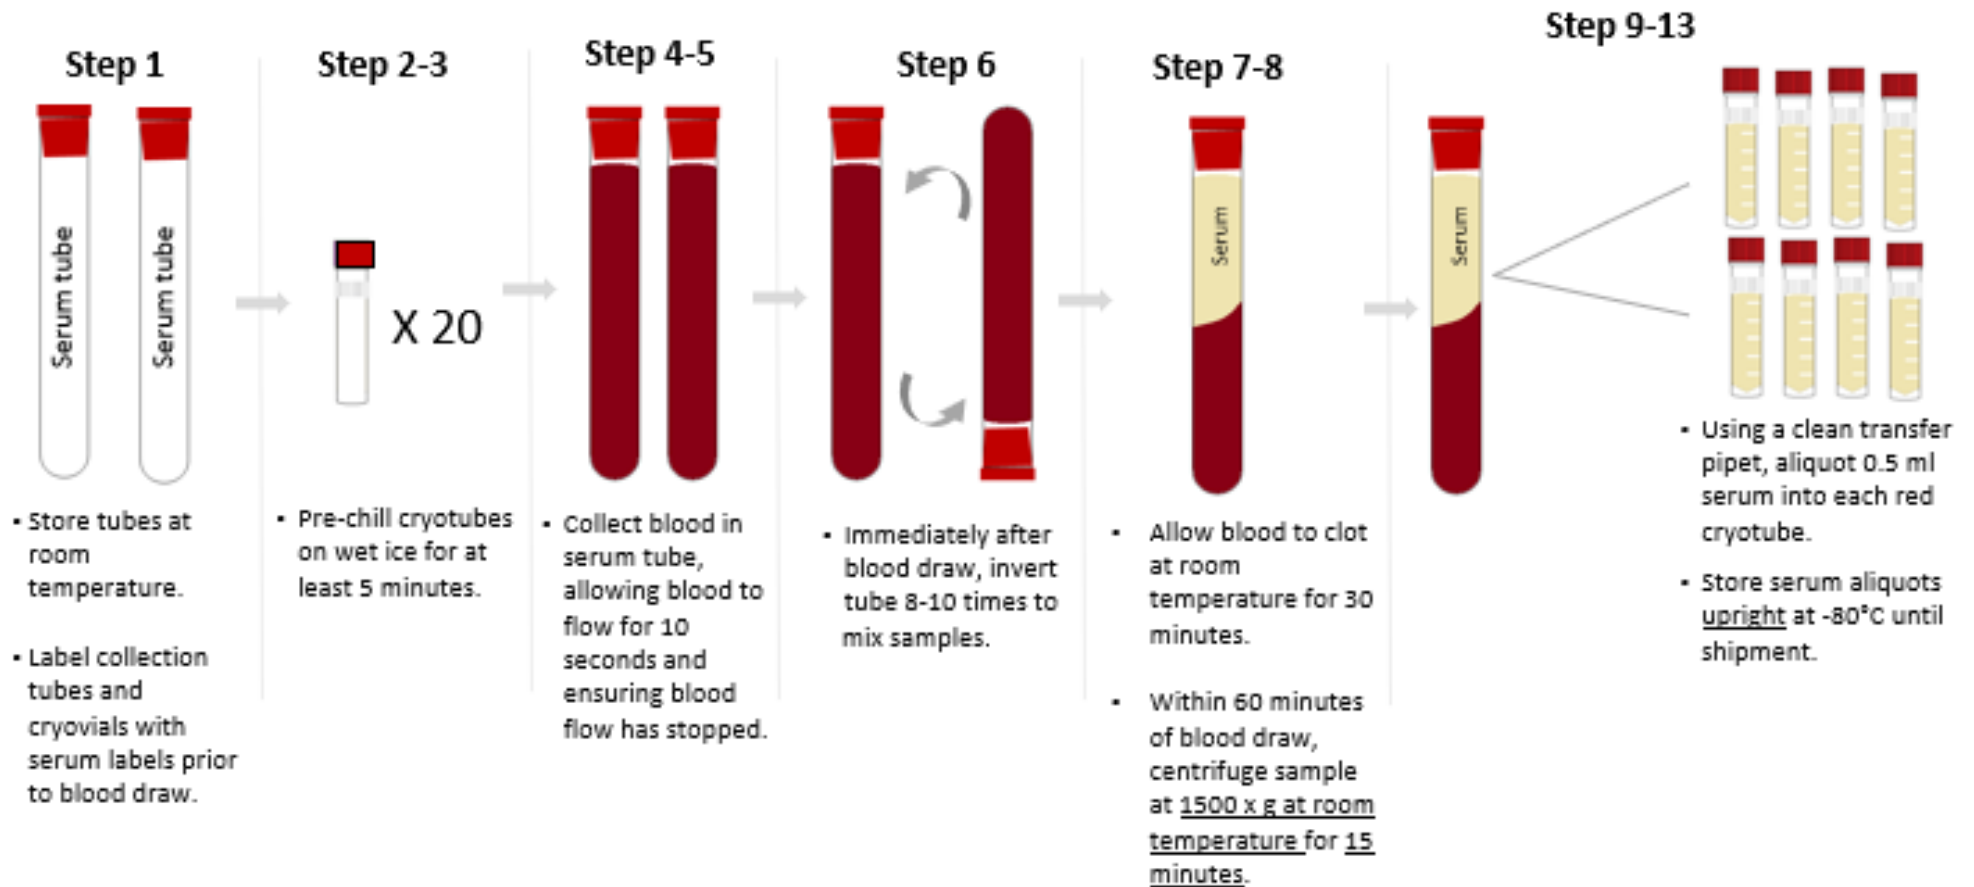 Step 1
Serum tube
Serum tube
▪ Store tubes at
room
temperature.
▪ Label collection
tubes and
cryovials with
serum labels prior
to blood draw.
Step 2-3
X 20
▪ Pre-chill cryotubes
on wet ice for at
least 5 minutes.
Step 4-5
▪ Collect blood in
serum tube,
allowing blood to
flow for 10
seconds and
ensuring blood
flow has stopped.
Step 6
▪ Immediately after
blood draw, invert
tube 8-10 times to
mix samples.
Step 7-8
Serum
▪ Allow blood to clot
at room
temperature for 30
minutes.
▪ Within 60 minutes
of blood draw,
centrifuge sample
at 1500 x g at room
temperature for 15
minutes.
Step 9-13
Serum
▪ Using a clean transfer
pipet, aliquot 0.5 ml
serum into each red
cryotube.
▪ Store serum aliquots
upright at -80°C until
shipment.